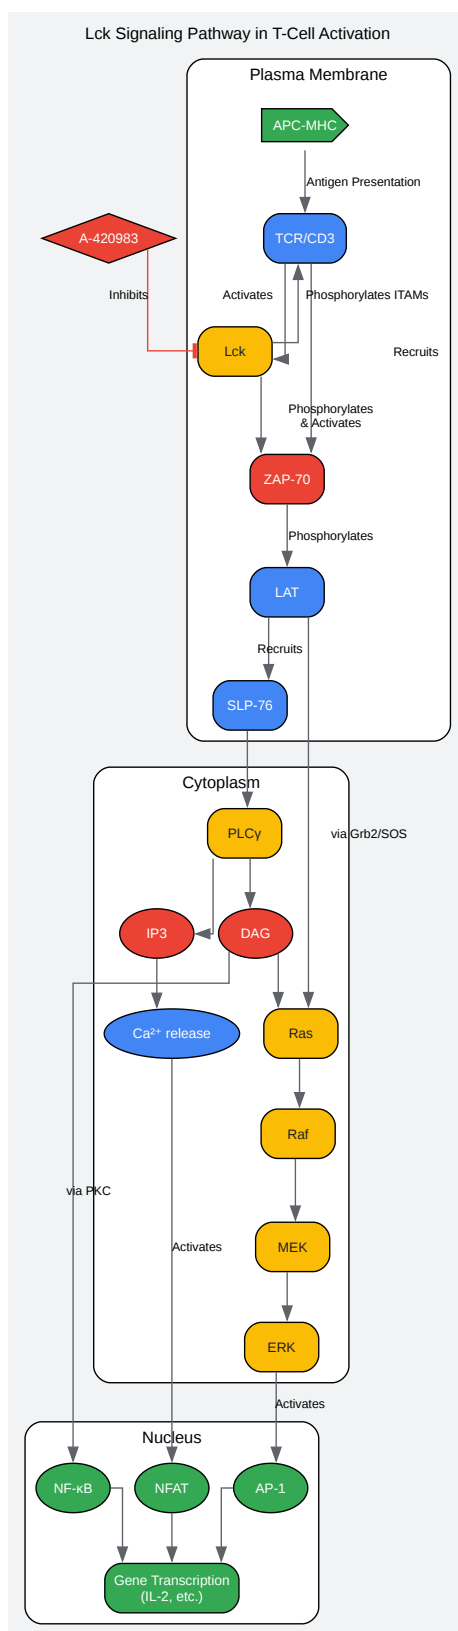 Lck Signaling Pathway in T-Cell Activation
Plasma Membrane
APC-MHC
Antigen Presentation
A-420983
TCR/CD3
Inhibits
Activates
Phosphorylates ITAMs
Lck
Recruits
Phosphorylates
& Activates
ZAP-70
Phosphorylates
LAT
Recruits
SLP-76
Cytoplasm
PLCγ
via Grb2/SOS
IP3
DAG
Ca²⁺ release
Ras
Raf
via PKC
Activates
MEK
ERK
Activates
Nucleus
NF-κB
NFAT
AP-1
Gene Transcription
(IL-2, etc.)